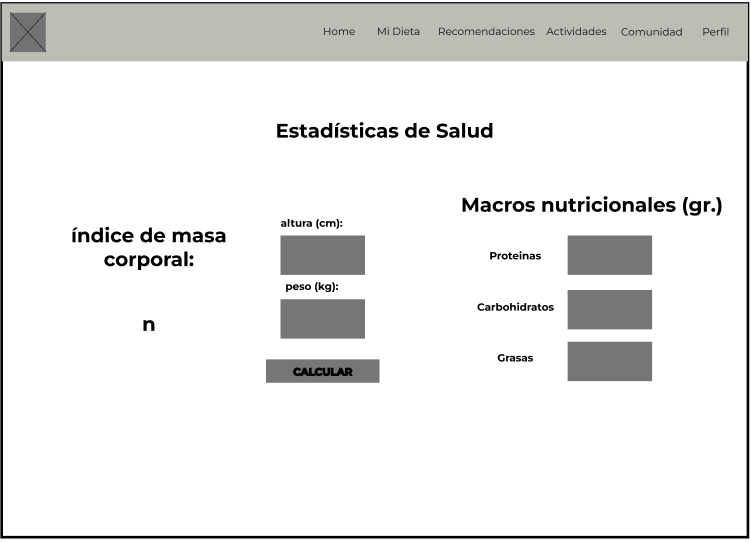 Home Mi Dieta Recomendaciones Actividades Comunidad Perfil
Estadísticas de Salud
índice de masa
corporal:
n
altura (cm):
peso (kg):
CALCULAR
Macros nutricionales (gr.)
Proteinas
Carbohidratos
Grasas